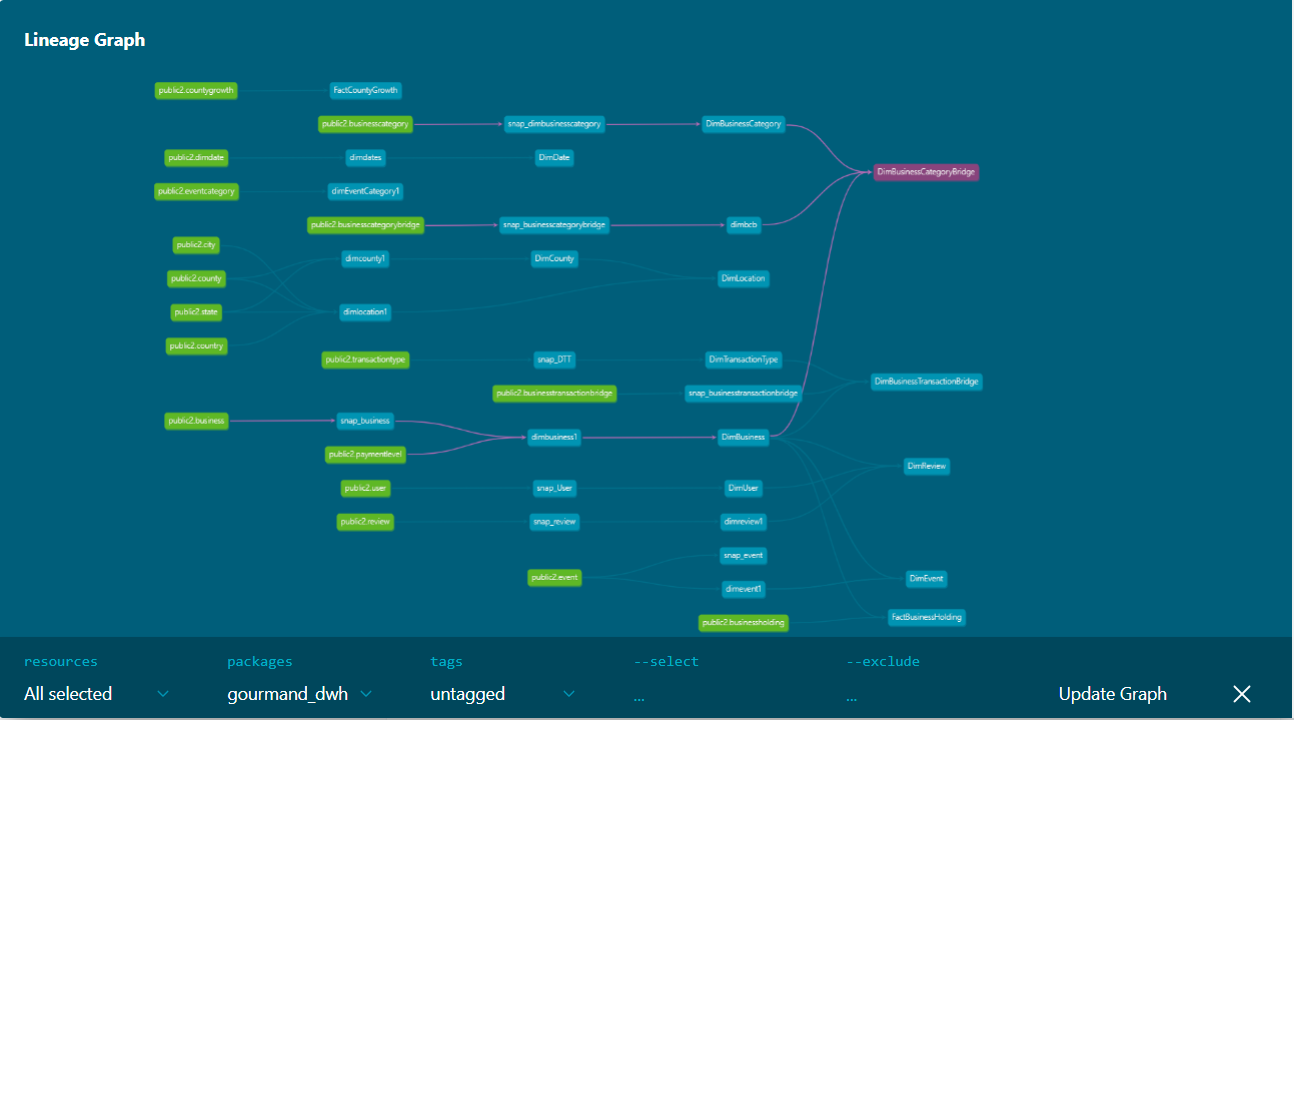 Lineage Graph
public2.countygrowth FactCountyGrowth
public2.businesscategory snap_dimbusinesscategory DimBusinessCategory
public2.dimdate dimdates DimDate
DimBusinessCategoryBridge
public2.eventcategory dimEventCategory1
public2.businesscategorybridge snap_businesscategorybridge dimbcb
public2.city
dimcounty1 DimCounty
public2.county DimLocation
public2.state dimlocation1
public2.country
public2.transactiontype snap_DTT DimTransactionType
DimBusinessTransactionBridge
public2.businesstransactionbridge snap_businesstransactionbridge
public2.business snap_business
dimbusiness1 DimBusiness
public2.paymentlevel
DimReview
public2.user snap_User DimUser
public2.review snap_review dimreview1
snap_event
public2.event DimEvent
dimevent1
FactBusinessHolding
public2.businessholding
resources packages tags --select --exclude
All selected gourmand_dwh untagged ... ... Update Graph